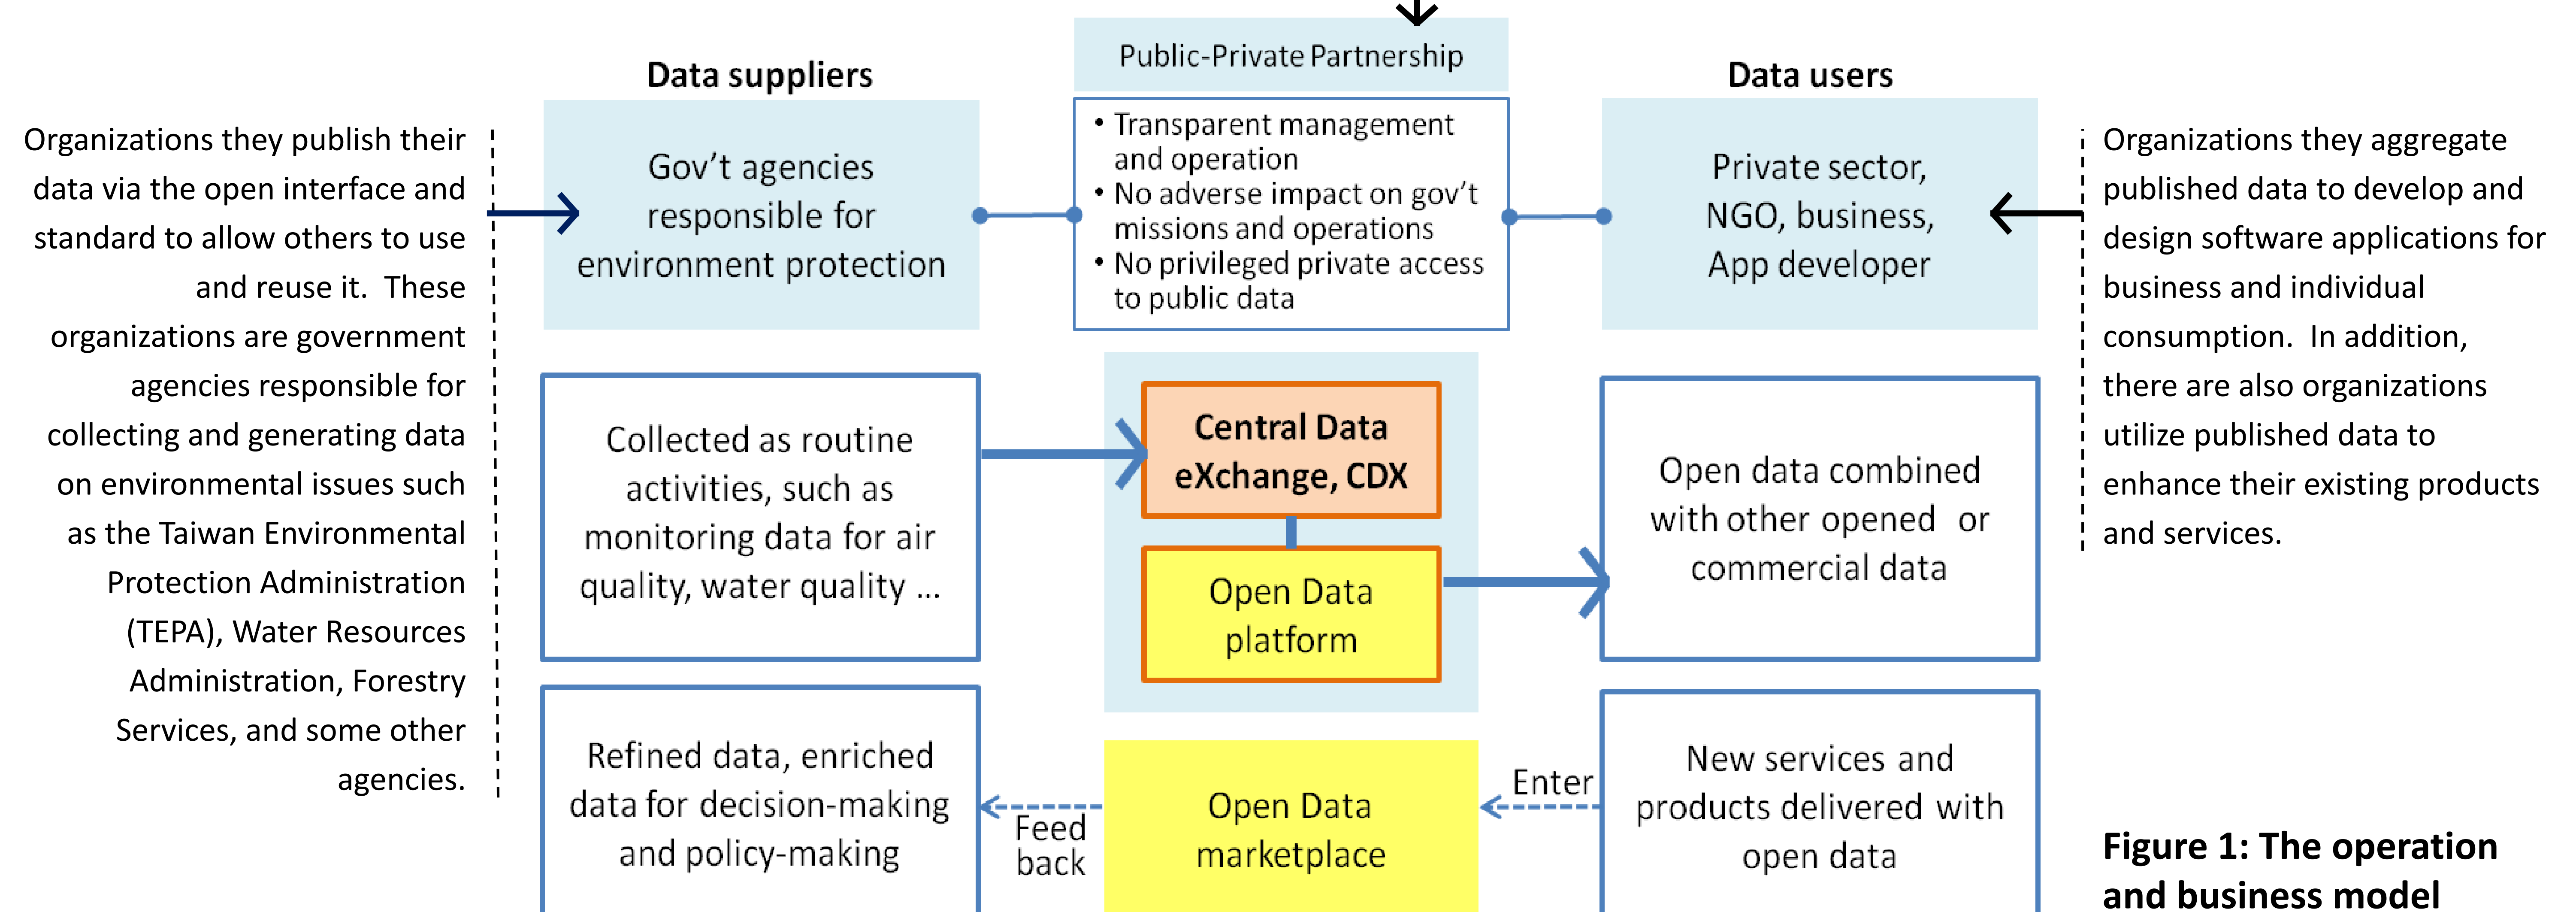 Public-Private Partnership
Data suppliers
Data users
Organizations they publish their
data via the open interface and
standard to allow others to use
and reuse it.  These
organizations are government
agencies responsible for
collecting and generating data
on environmental issues such
as the Taiwan Environmental
Protection Administration
(TEPA), Water Resources
Administration, Forestry
Services, and some other
agencies.
Gov't agencies
responsible for
environment protection
• Transparent management
and operation
• No adverse impact on gov't
missions and operations
• No privileged private access
to public data
Private sector,
NGO, business,
App developer
Organizations they aggregate
published data to develop and
design software applications for
business and individual
consumption.  In addition,
there are also organizations
utilize published data to
enhance their existing products
and services.
Collected as routine
activities, such as
monitoring data for air
quality, water quality ...
Central Data
eXchange, CDX
Open Data
platform
Open data combined
with other opened  or
commercial data
Refined data, enriched
data for decision-making
and policy-making
Feed
back
Open Data
marketplace
Enter
New services and
products delivered with
open data
Figure 1: The operation
and business model